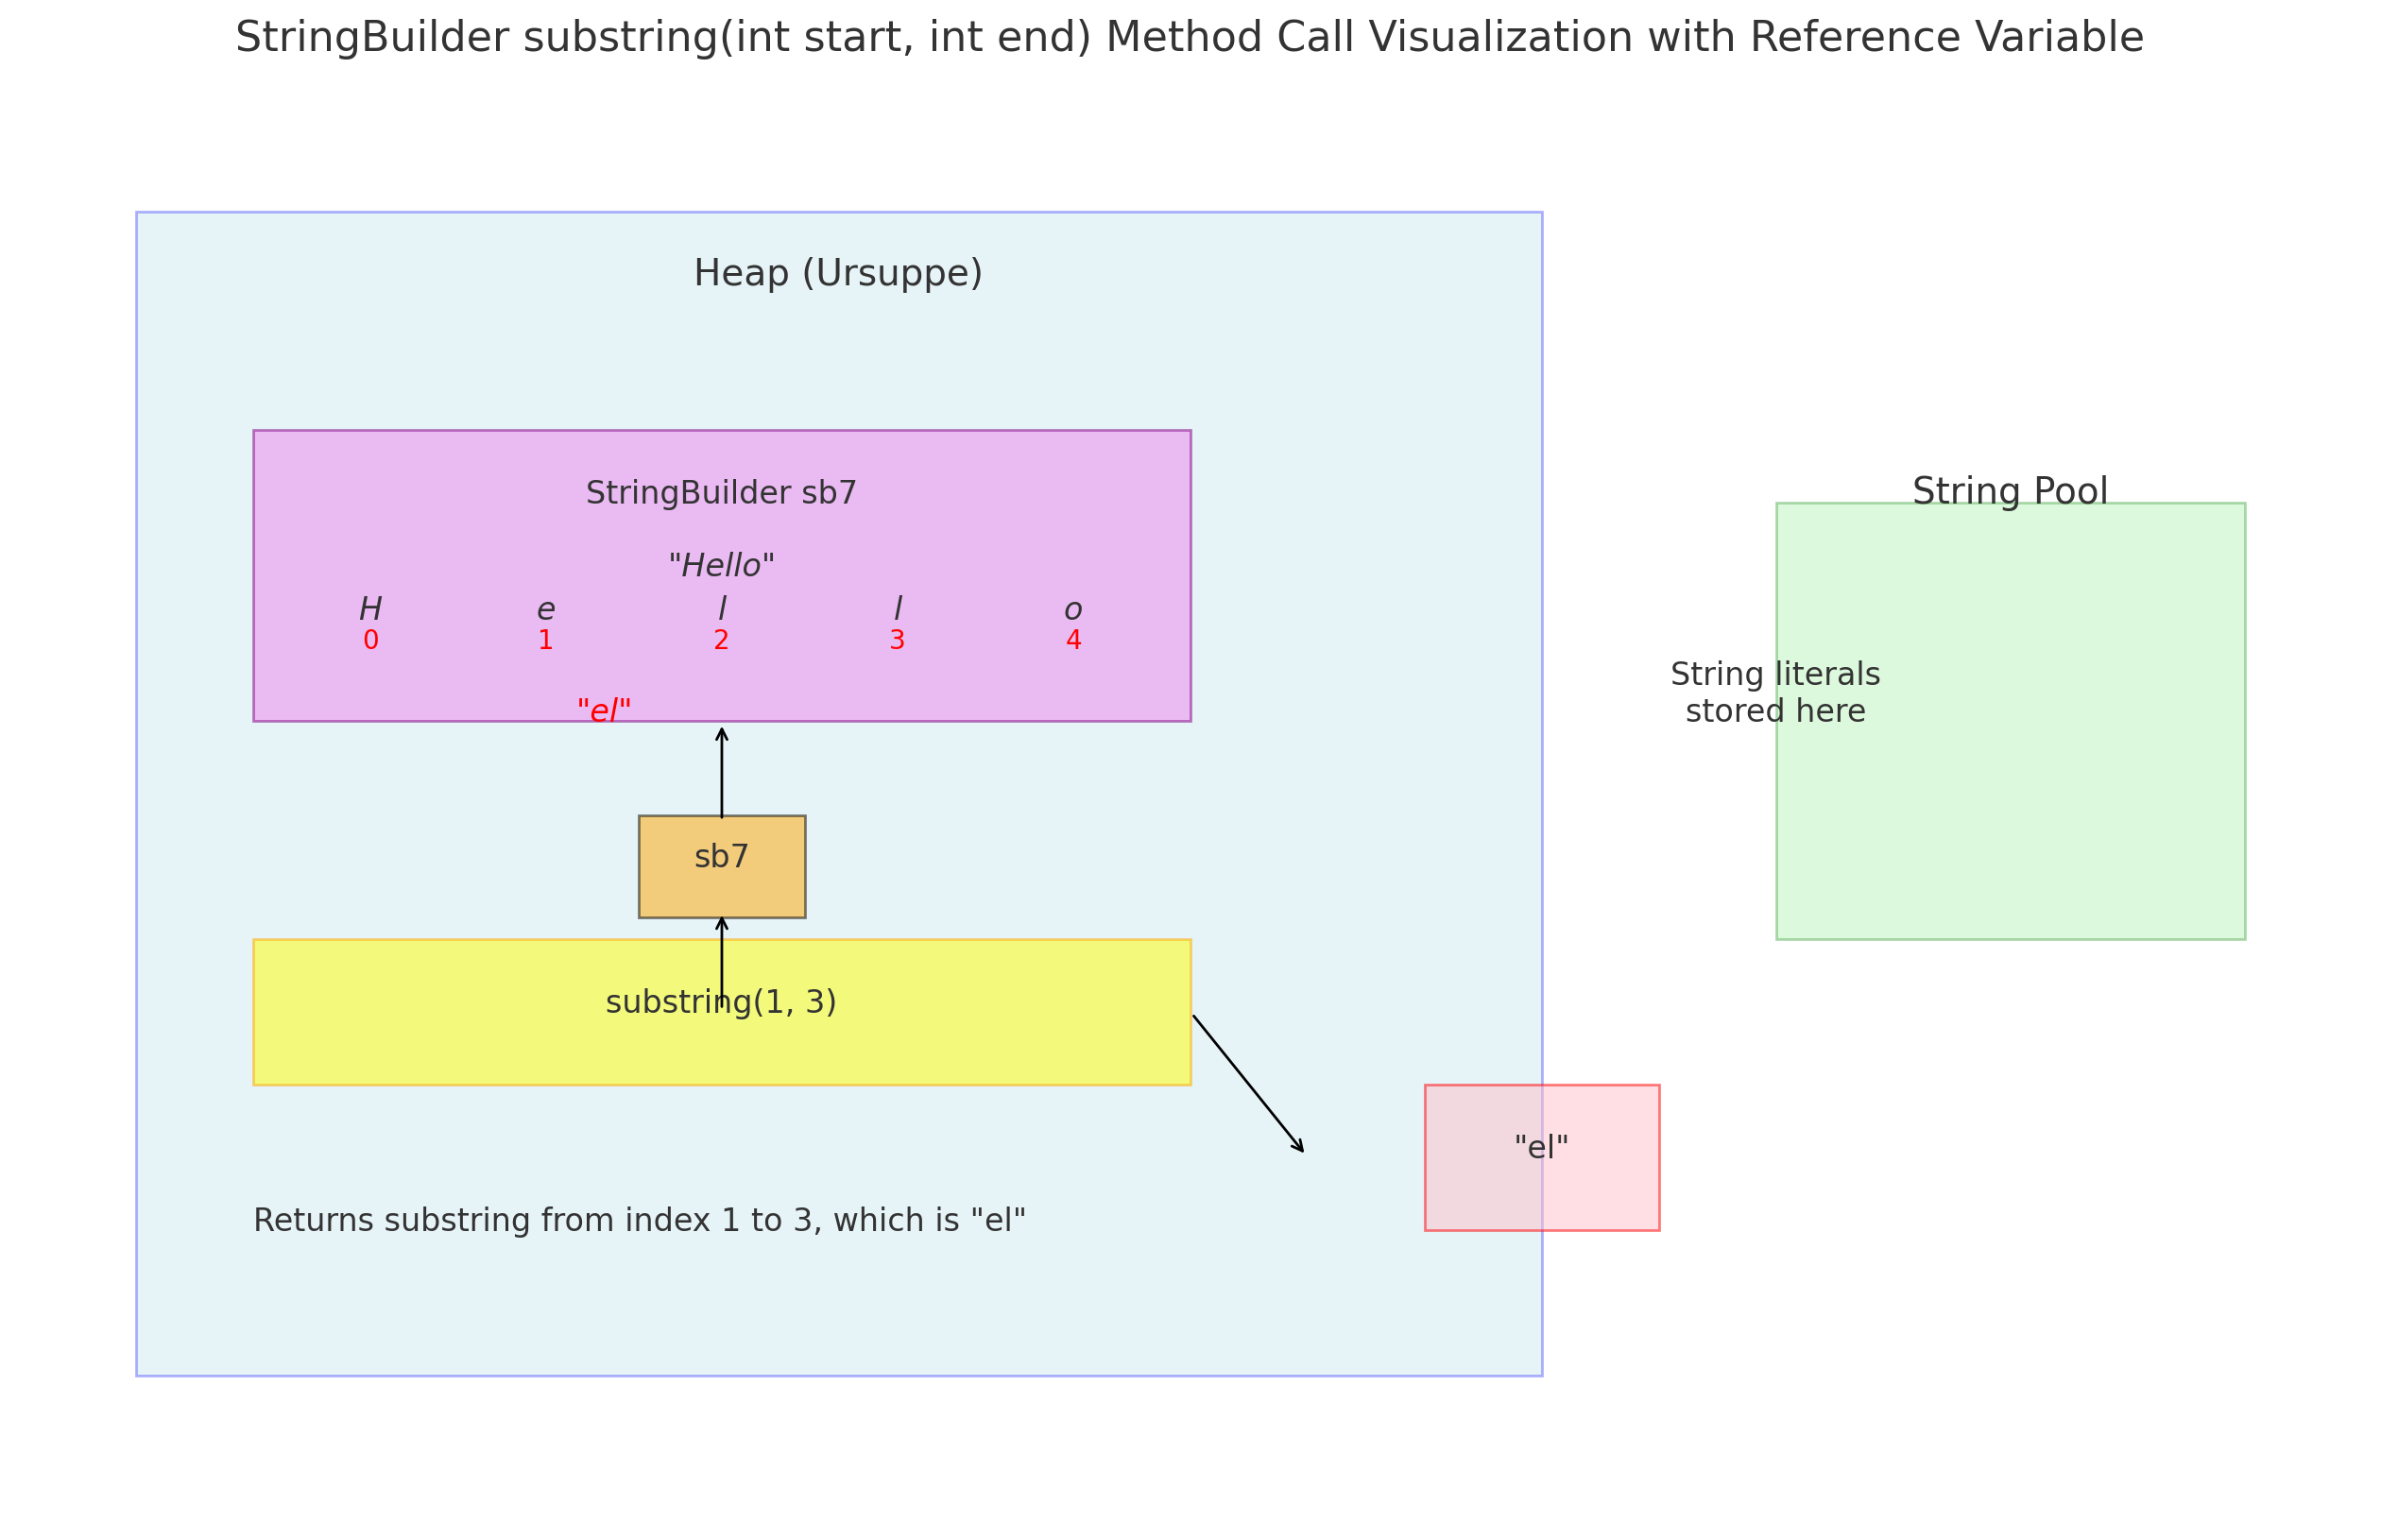 StringBuilder substring(int start, int end) Method Call Visualization with Reference Variable
Heap (Ursuppe)
StringBuilder sb7
"Hello"
H e l l o
0 1 2 3 4
"el"
sb7
substring(1, 3)
"el"
Returns substring from index 1 to 3, which is "el"
String Pool
String literals
stored here